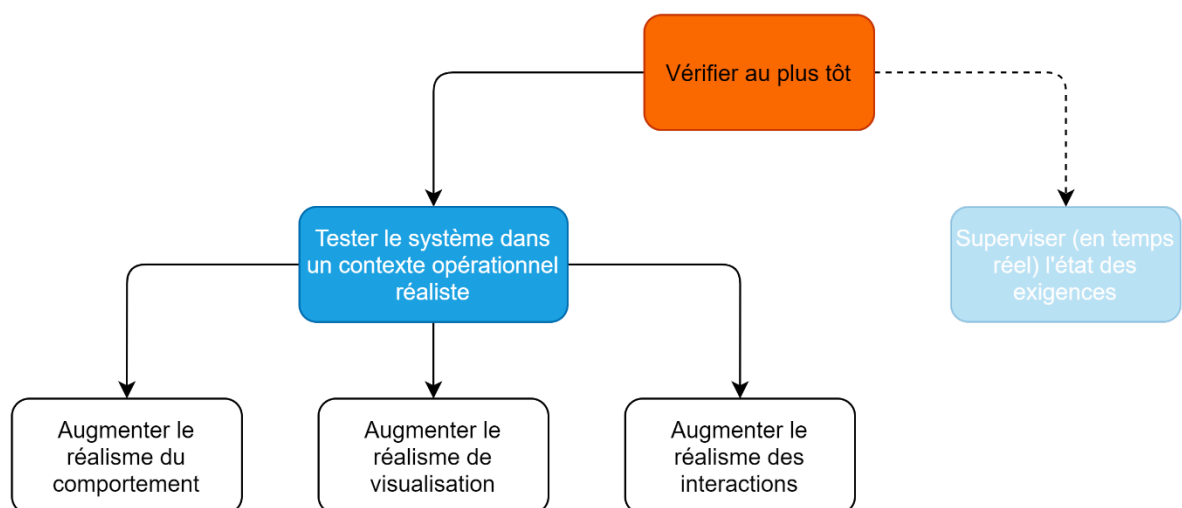 Vérifier au plus tôt
Tester le système dans
un contexte opérationnel
réaliste
Superviser (en temps
réel) l'état des
exigences
Augmenter le
réalisme du
comportement
Augmenter le
réalisme de
visualisation
Augmenter le
réalisme des
interactions